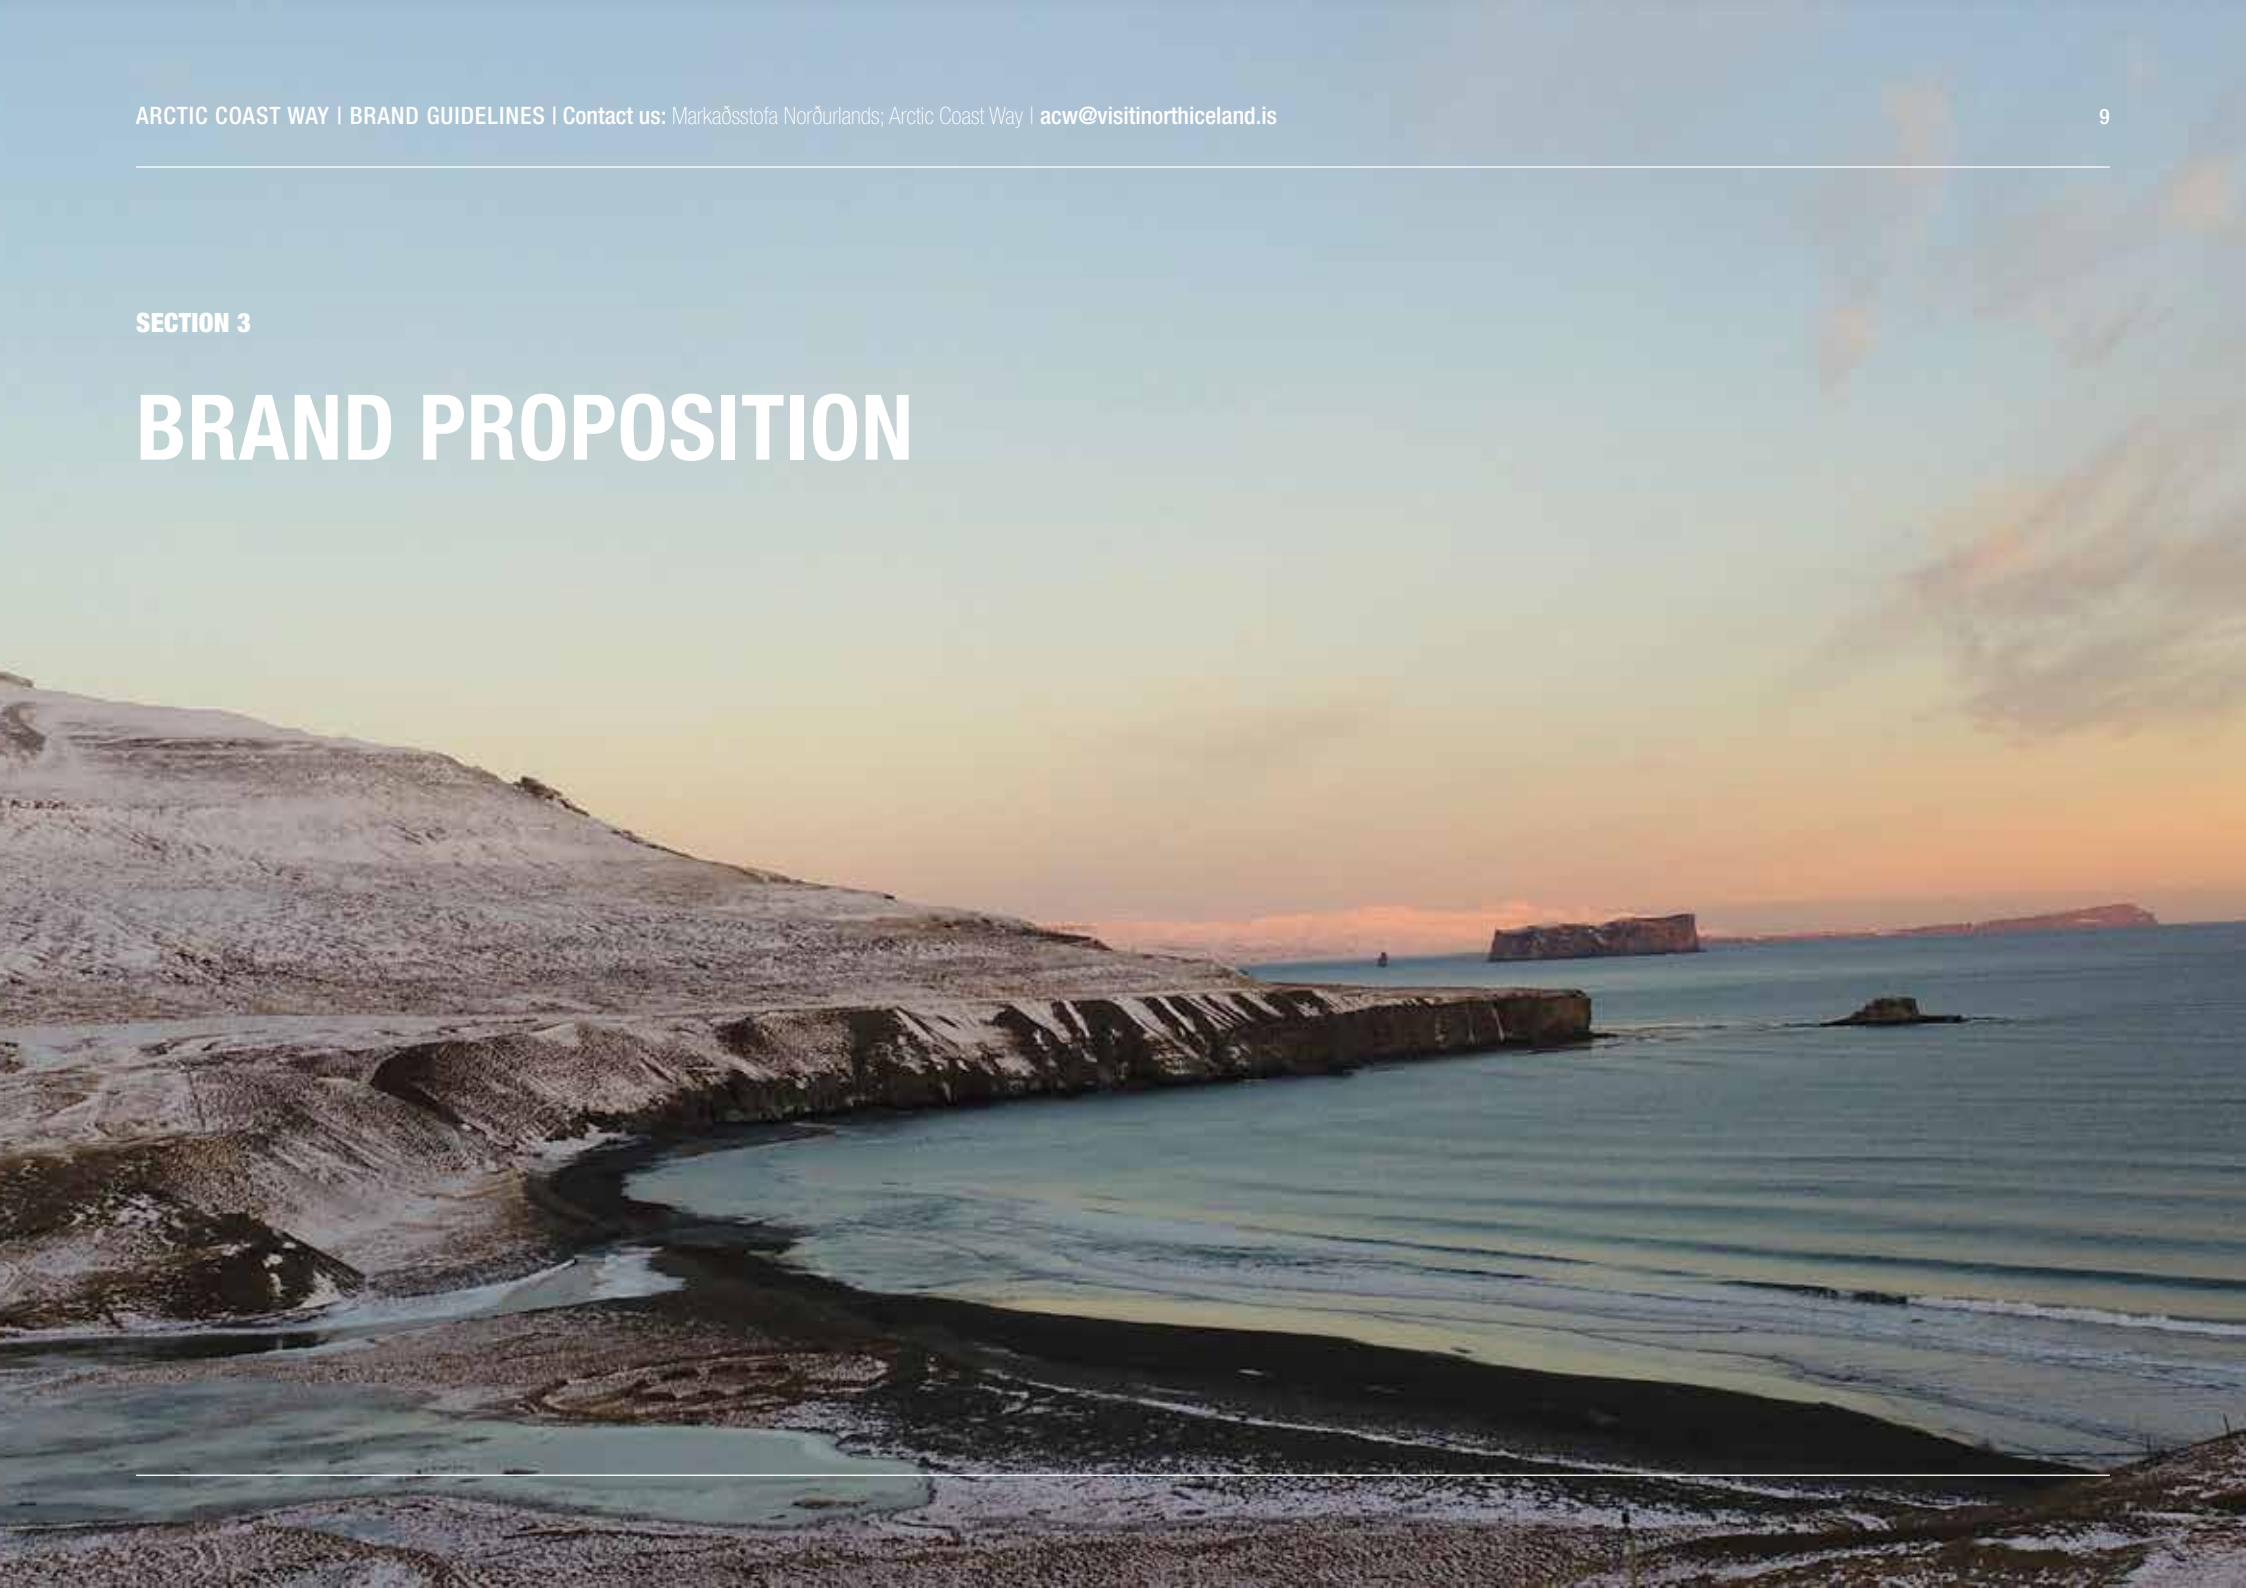 ARCTIC COAST WAY | BRAND GUIDELINES | Contact us: Markaðsstofa Norðurlands; Arctic Coast Way | acw@visitinorthiceland.is
9
SECTION 3
BRAND PROPOSITION